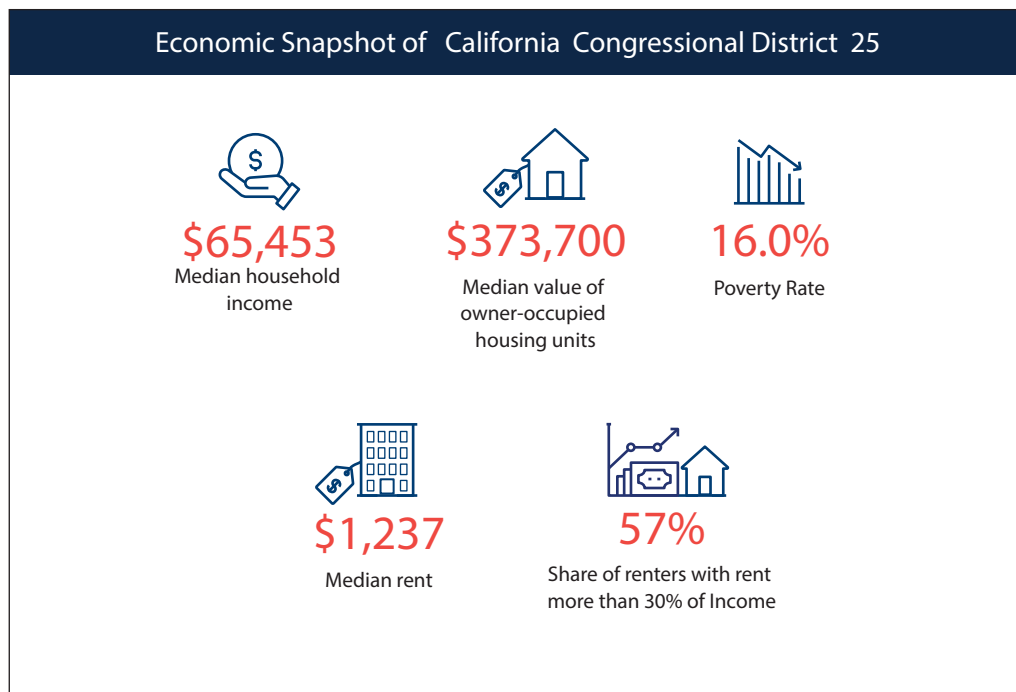 Economic Snapshot of California Congressional District 25
$
$
$65,453
Median household
income
$373,700
Median value of
owner-occupied
housing units
16.0%
Poverty Rate
$
$1,237
Median rent
57%
Share of renters with rent
more than 30% of Income